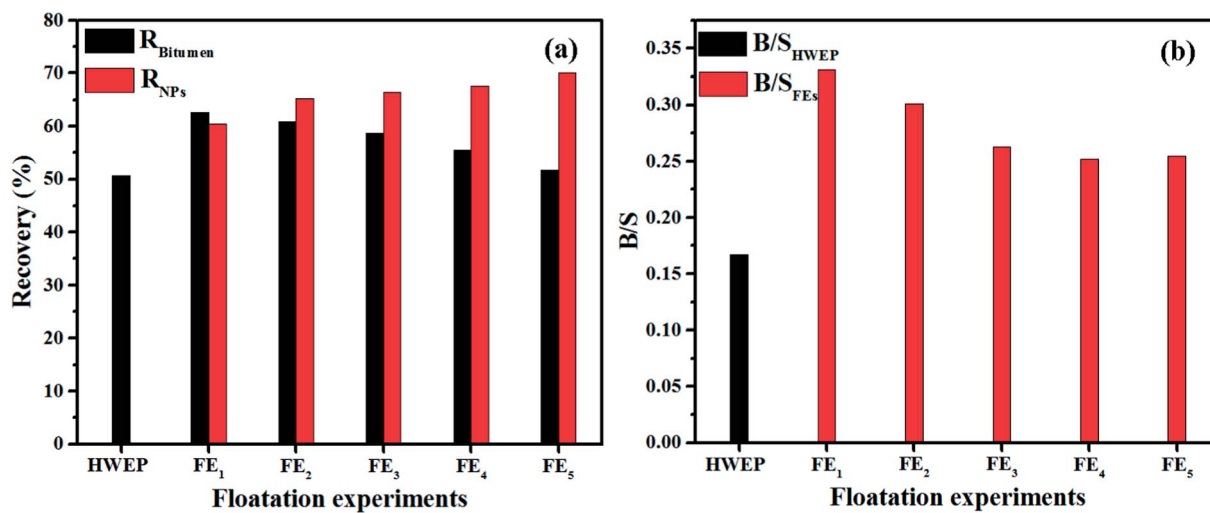 (a)
R_Bitumen
R_NPs
Recovery (%)
80
70
60
50
40
30
20
10
0
HWEP FE₁ FE₂ FE₃ FE₄ FE₅
Floatation experiments
(b)
B/S_HWEP
B/S_FEs
B/S
0.35
0.30
0.25
0.20
0.15
0.10
0.05
0.00
HWEP FE₁ FE₂ FE₃ FE₄ FE₅
Floatation experiments